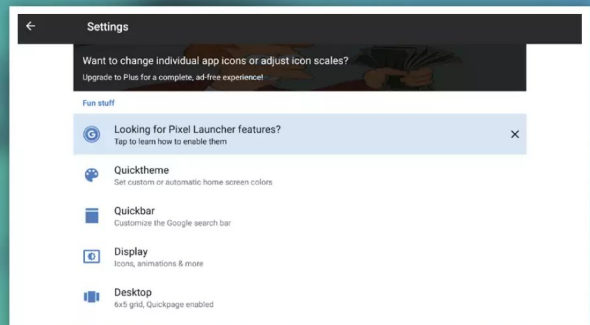 Settings
Want to change individual app icons or adjust icon scales?
Upgrade to Plus for a complete, ad-free experience!
Fun stuff
Looking for Pixel Launcher features?
Tap to learn how to enable them
Quicktheme
Set custom or automatic home screen colors
Quickbar
Customize the Google search bar
Display
Icons, animations & more
Desktop
6x5 grid, Quickpage enabled